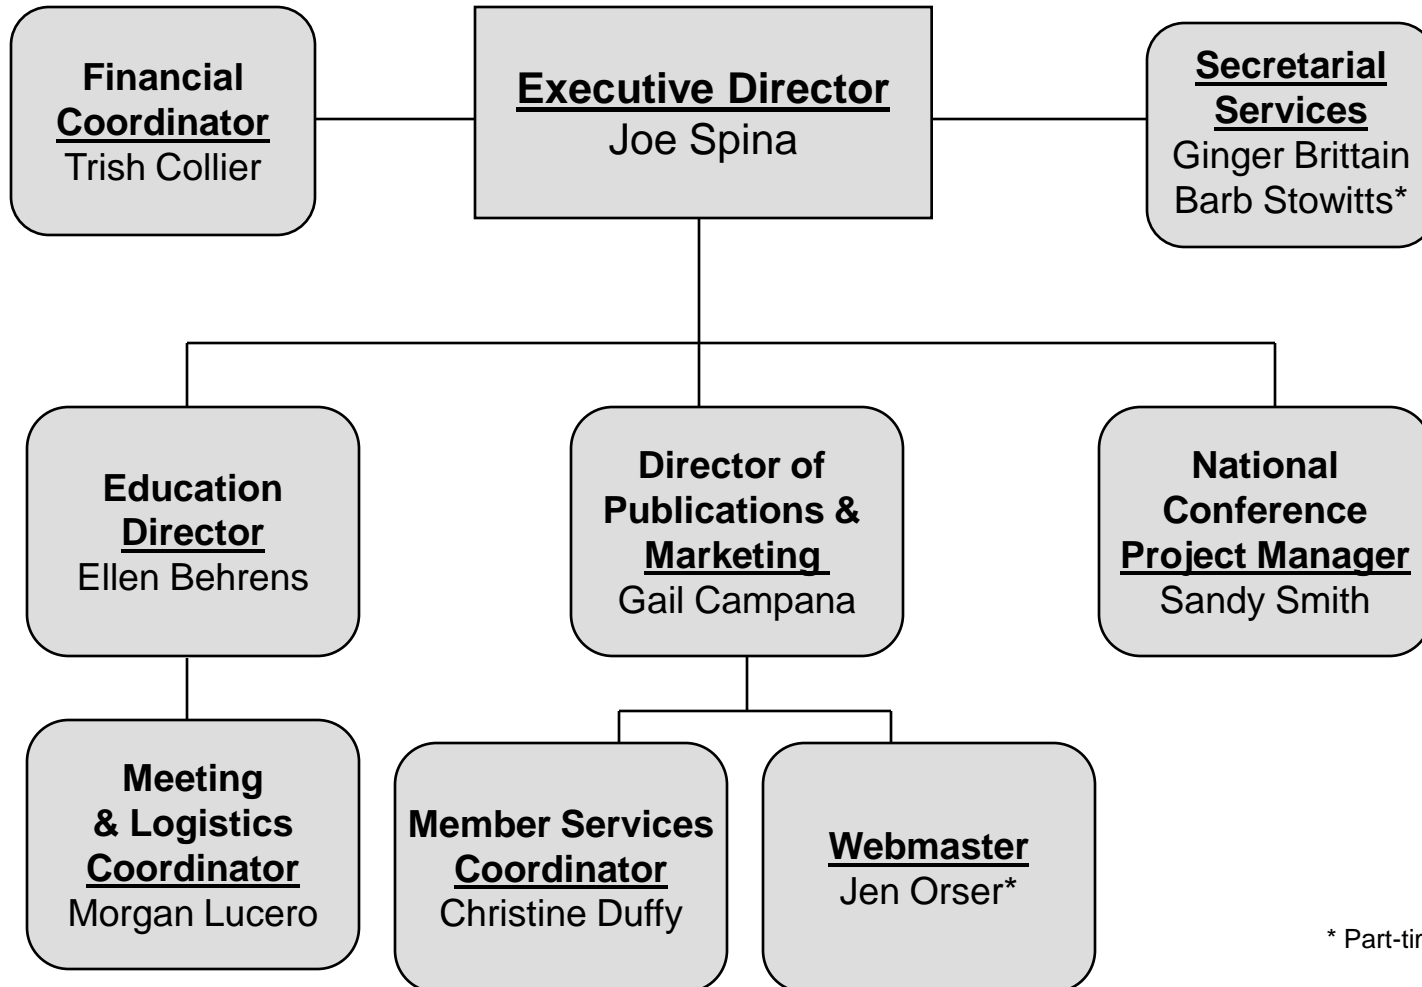 Financial
Coordinator
Trish Collier
Executive Director
Joe Spina
Secretarial
Services
Ginger Brittain
Barb Stowitts*
Education
Director
Ellen Behrens
Director of
Publications &
Marketing
Gail Campana
National
Conference
Project Manager
Sandy Smith
Meeting
& Logistics
Coordinator
Morgan Lucero
Member Services
Coordinator
Christine Duffy
Webmaster
Jen Orser*
*